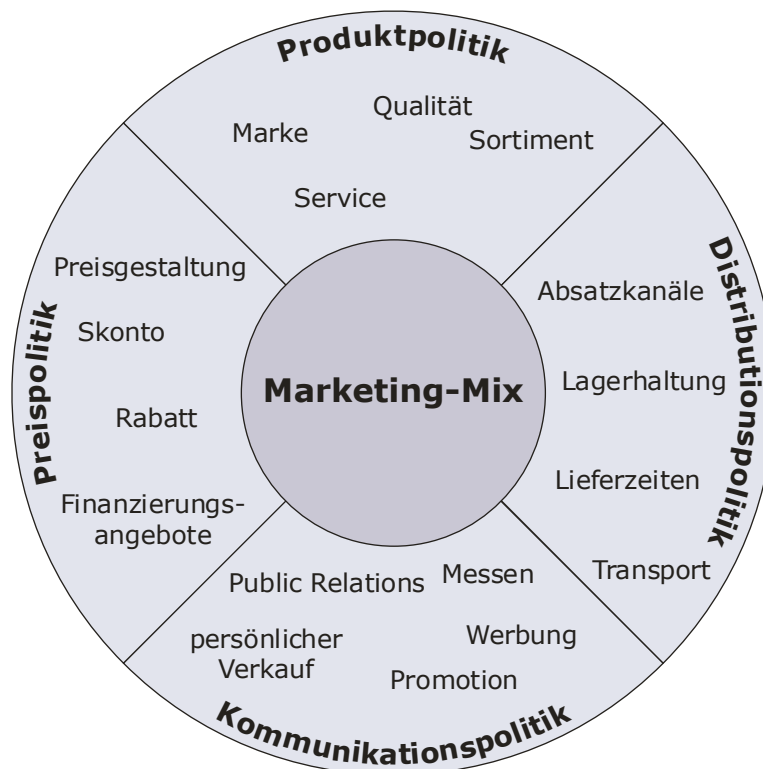 Produktpolitik
Qualität
Marke
Sortiment
Service
Distributionspolitik
Absatzkanäle
Lagerhaltung
Lieferzeiten
Transport
Kommunikationspolitik
Messen
Public Relations
Werbung
persönlicher
Verkauf
Promotion
Preispolitik
Preisgestaltung
Skonto
Rabatt
Finanzierungs-
angebote
Marketing-Mix